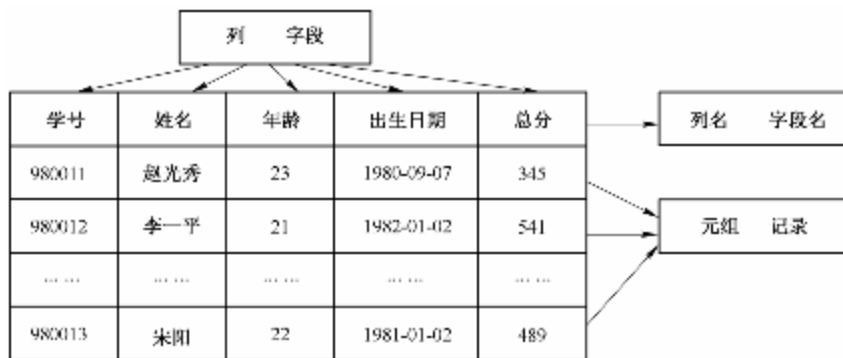 列 字段
学号 姓名 年龄 出生日期 总分
列名 字段名
980011 赵光秀 23 1980-09-07 345
980012 李一平 21 1982-01-02 541
元组 记录
... ... ... ... ... ... ... ... ... ...
980013 宋阳 22 1981-01-02 489